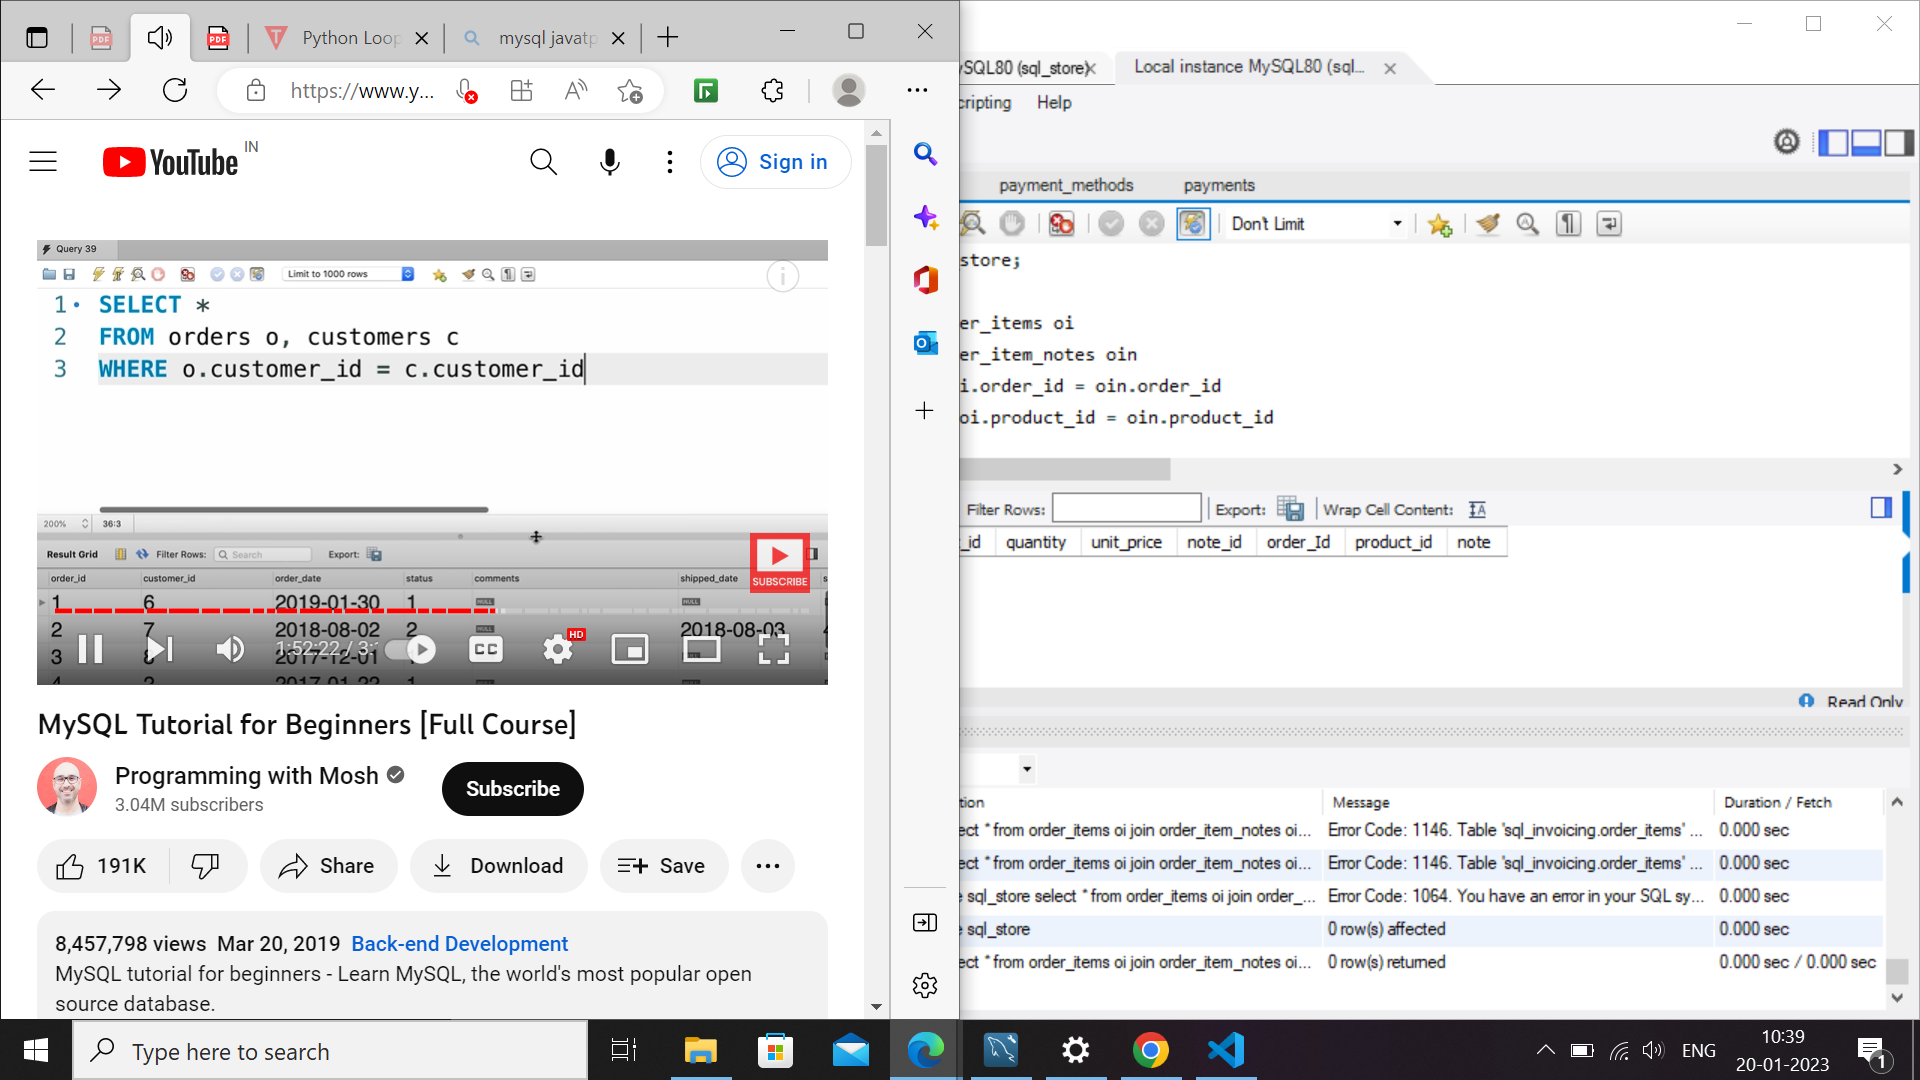 Python Loop
mysql javatp
https://www.y...
YouTube
IN
Sign in
Query 39
Limit to 1000 rows
1 SELECT *
2 FROM orders o, customers c
3 WHERE o.customer_id = c.customer_id
200%
36:3
Result Grid
Filter Rows:
Search
Export:
order_id customer_id order_date status comments shipped_date s
1 6 2019-01-30 1 NULL NULL
2 7 2018-08-02 2 NULL 2018-08-03
3 8 2017-12-01 1
4 2 2017-01-22 1
SUBSCRIBE
1:52:22 / 3:
CC
HD
MySQL Tutorial for Beginners [Full Course]
Programming with Mosh
3.04M subscribers
Subscribe
191K
Share
Download
Save
8,457,798 views Mar 20, 2019 Back-end Development
MySQL tutorial for beginners - Learn MySQL, the world's most popular open
source database.
SQL80 (sql_store)
Local instance MySQL80 (sql...
cripting Help
payment_methods payments
Don't Limit
store;
er_items oi
er_item_notes oin
i.order_id = oin.order_id
oi.product_id = oin.product_id
Filter Rows:
Export:
Wrap Cell Content:
_id quantity unit_price note_id order_Id product_id note
Read Only
tion Message Duration / Fetch
ect * from order_items oi join order_item_notes oi... Error Code: 1146. Table 'sql_invoicing.order_items' ... 0.000 sec
ect * from order_items oi join order_item_notes oi... Error Code: 1146. Table 'sql_invoicing.order_items' ... 0.000 sec
e sql_store select * from order_items oi join order_... Error Code: 1064. You have an error in your SQL sy... 0.000 sec
e sql_store 0 row(s) affected 0.000 sec
ect * from order_items oi join order_item_notes oi... 0 row(s) returned 0.000 sec / 0.000 sec
Type here to search
ENG
10:39
20-01-2023
1